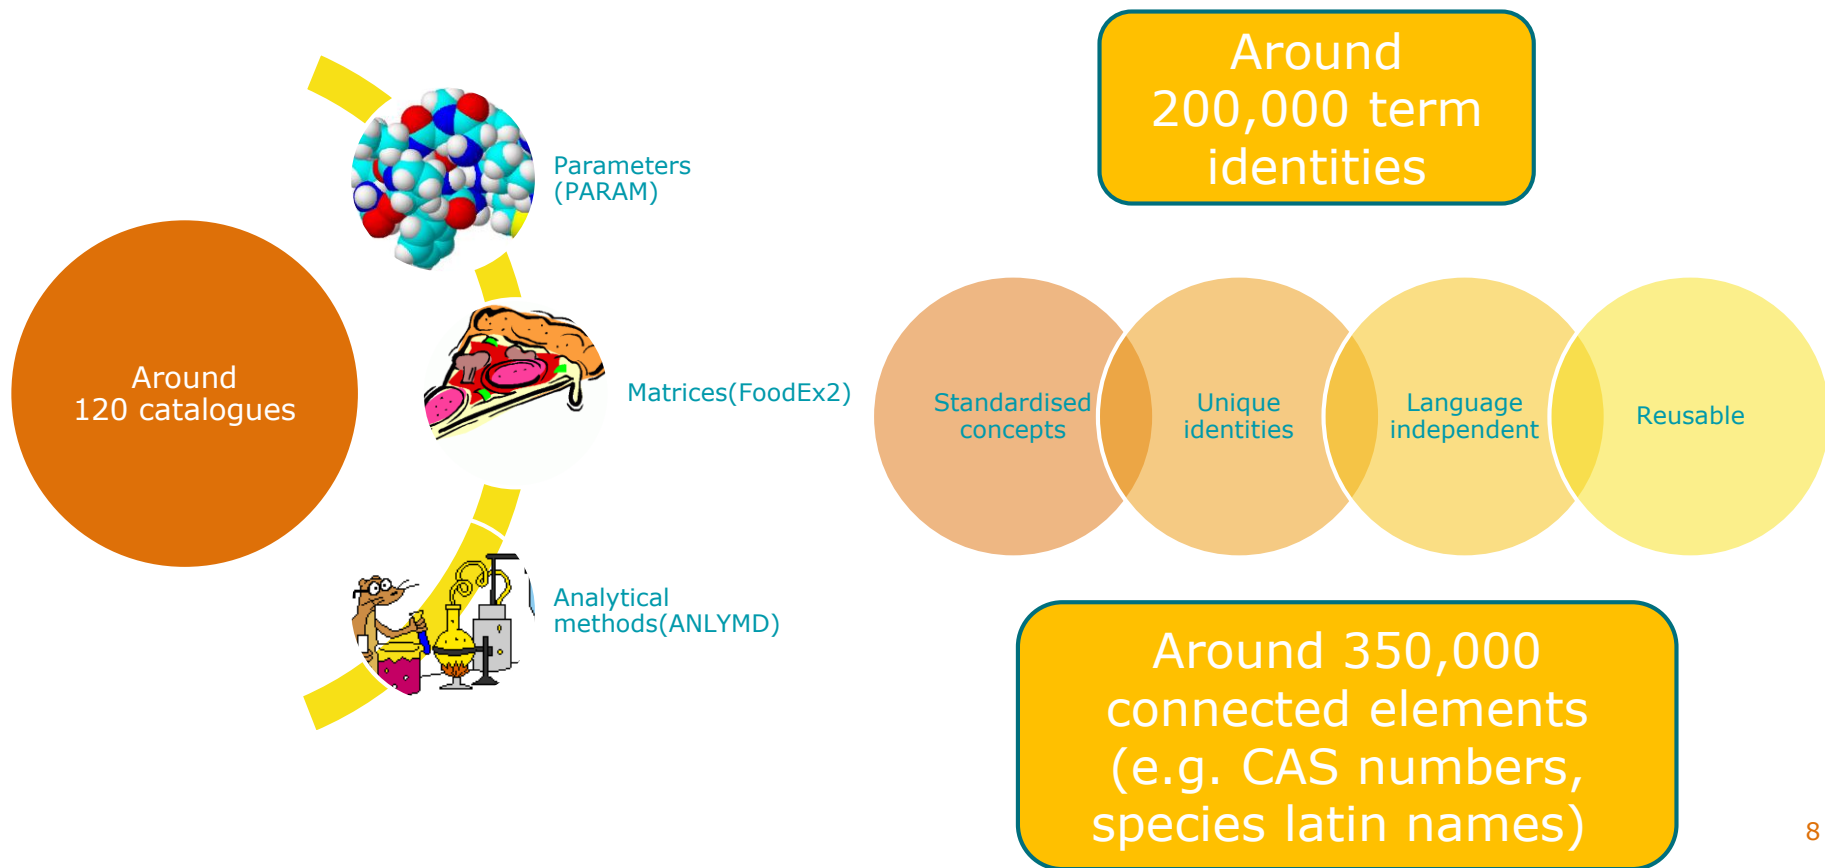 Around
120 catalogues
Parameters
(PARAM)
Matrices(FoodEx2)
Analytical
methods(ANLYMD)
Around
200,000 term
identities
Standardised
concepts
Unique
identities
Language
independent
Reusable
Around 350,000
connected elements
(e.g. CAS numbers,
species latin names)
8